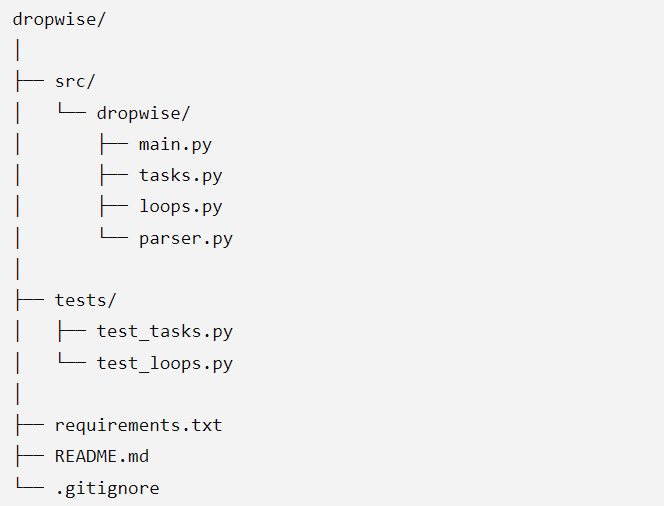 dropwise/
│
├── src/
│   └── dropwise/
│       ├── main.py
│       ├── tasks.py
│       ├── loops.py
│       └── parser.py
│
├── tests/
│   ├── test_tasks.py
│   └── test_loops.py
│
├── requirements.txt
├── README.md
└── .gitignore